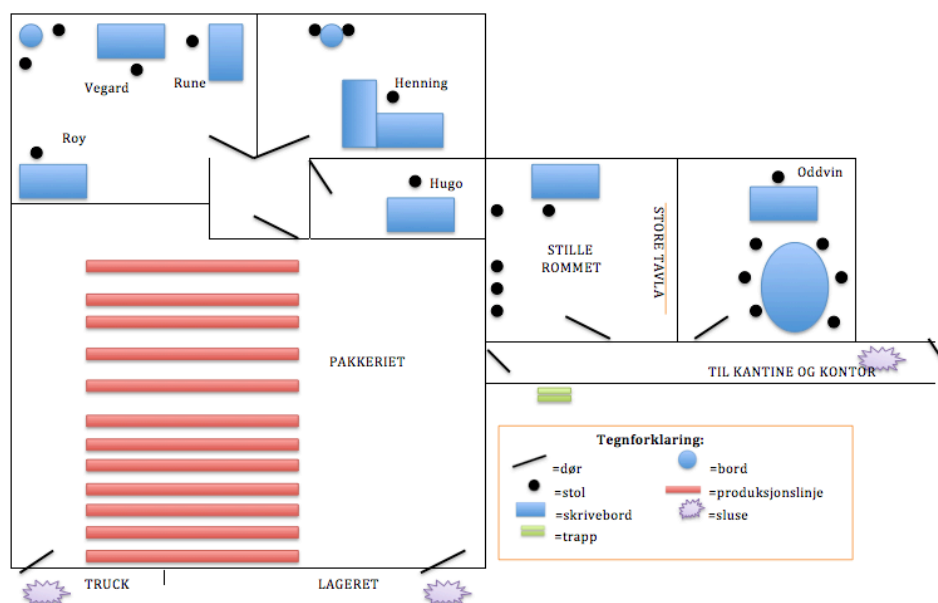 Vegard
Rune
Henning
Roy
Hugo
Oddvin
STILLE
ROMMET
STORE TAVLA
PAKKERIET
TIL KANTINE OG KONTOR
Tegnforklaring:
=dør
=bord
=stol
=produksjonslinje
=skrivebord
=sluse
=trapp
TRUCK
LAGERET